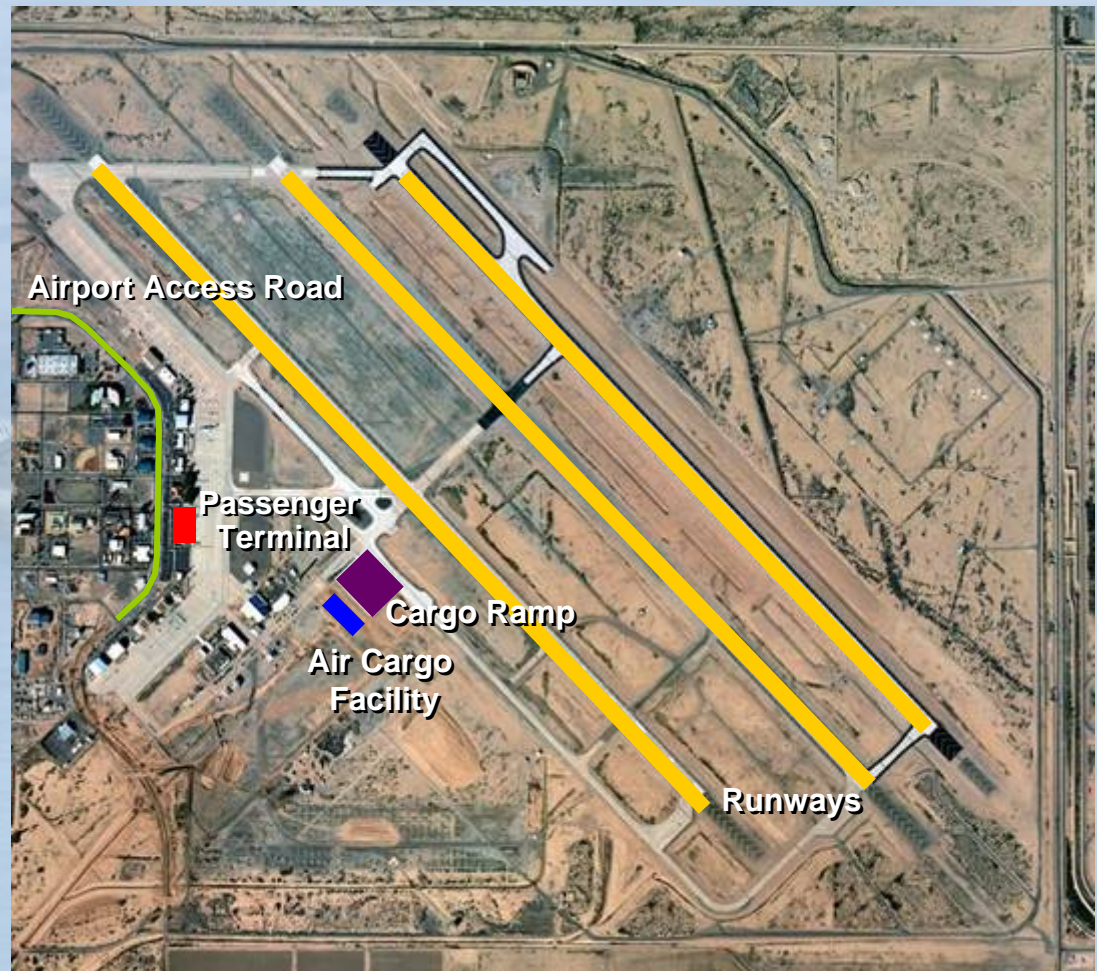 Airport Access Road
Passenger
Terminal
Cargo Ramp
Air Cargo
Facility
Runways